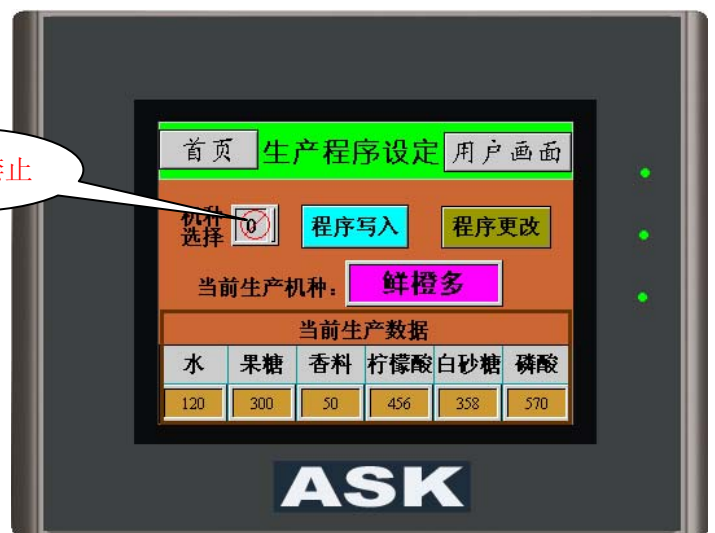 止
首页
生产程序设定
用户画面
机种
选择
0
程序写入
程序更改
当前生产机种：
鲜橙多
当前生产数据
水 果糖 香料 柠檬酸 白砂糖 磷酸
120 300 50 456 358 570
ASK